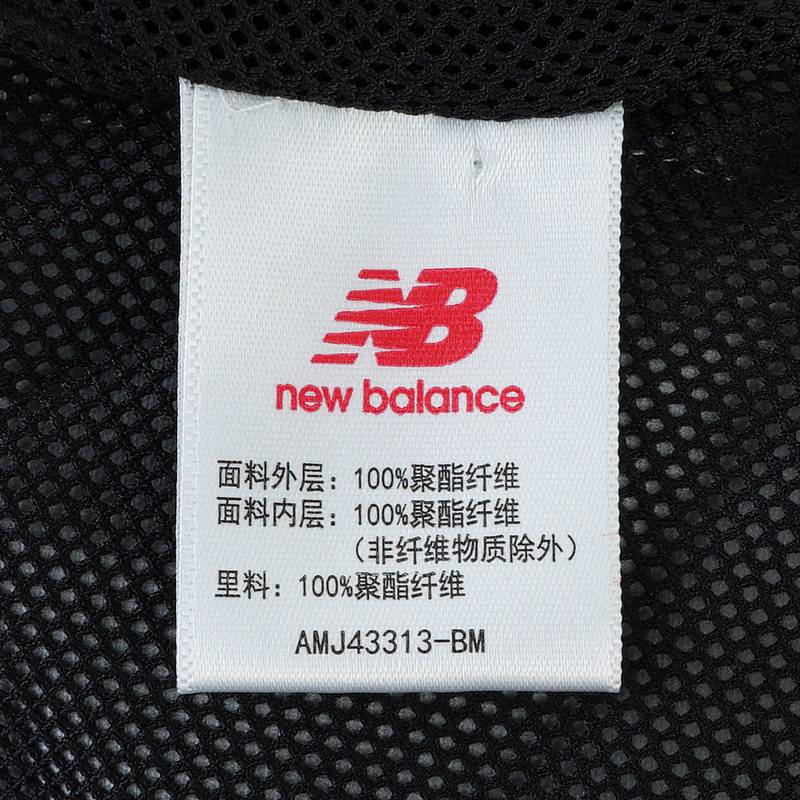 NB
new balance
面料外层：100%聚酯纤维
面料内层：100%聚酯纤维
（非纤维物质除外）
里料：100%聚酯纤维
AMJ43313-BM